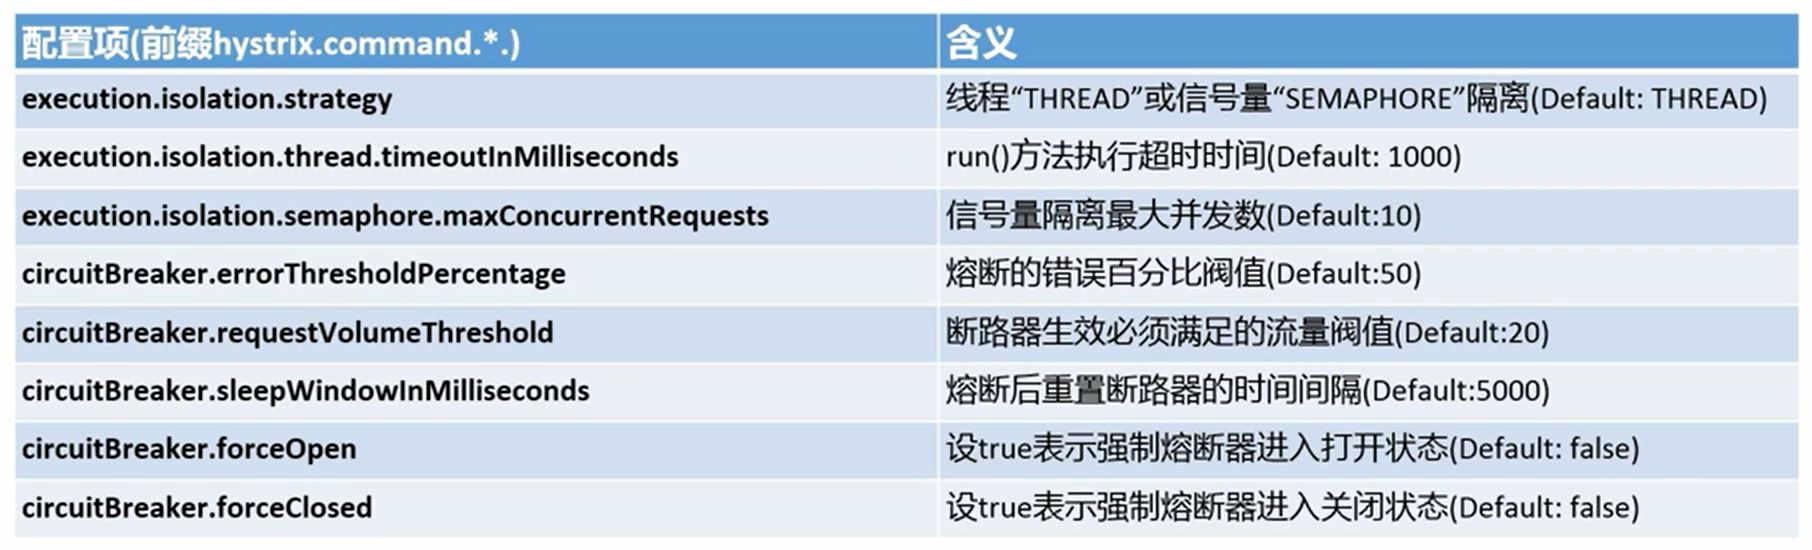 配置项(前缀hystrix.command.*.) 含义
execution.isolation.strategy 线程“THREAD”或信号量“SEMAPHORE”隔离(Default: THREAD)
execution.isolation.thread.timeoutInMilliseconds run()方法执行超时时间(Default: 1000)
execution.isolation.semaphore.maxConcurrentRequests 信号量隔离最大并发数(Default:10)
circuitBreaker.errorThresholdPercentage 熔断的错误百分比阀值(Default:50)
circuitBreaker.requestVolumeThreshold 断路器生效必须满足的流量阀值(Default:20)
circuitBreaker.sleepWindowInMilliseconds 熔断后重置断路器的时间间隔(Default:5000)
circuitBreaker.forceOpen 设true表示强制熔断器进入打开状态(Default: false)
circuitBreaker.forceClosed 设true表示强制熔断器进入关闭状态(Default: false)